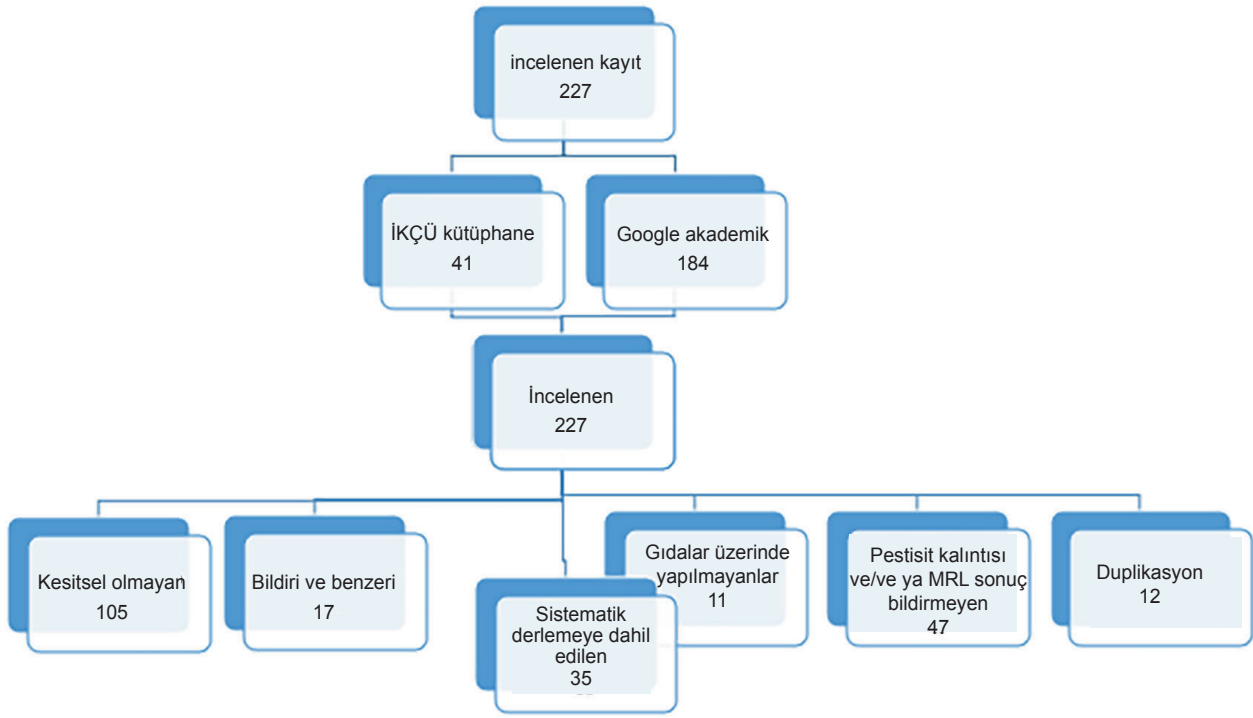 incelenen kayıt
227
İKÇÜ kütüphane
41
Google akademik
184
İncelenen
227
Kesitsel olmayan
105
Bildiri ve benzeri
17
Sistematik
derlemeye dahil
edilen
35
Gıdalar üzerinde
yapılmayanlar
11
Pestisit kalıntısı
ve/ve ya MRL sonuç
bildirmeyen
47
Duplikasyon
12